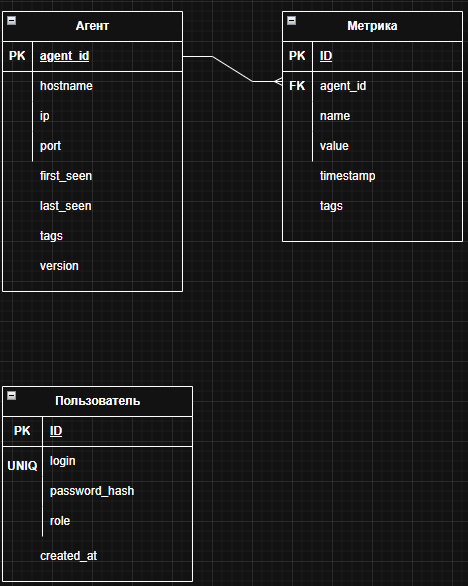 Агент
PK agent_id
hostname
ip
port
first_seen
last_seen
tags
version
Метрика
PK ID
FK agent_id
name
value
timestamp
tags
Пользователь
PK ID
UNIQ login
password_hash
role
created_at